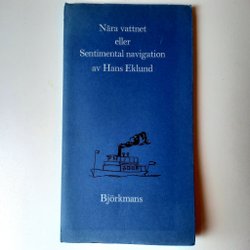 Nära vattnet
eller
Sentimental navigation
av Hans Eklund
Björkmans